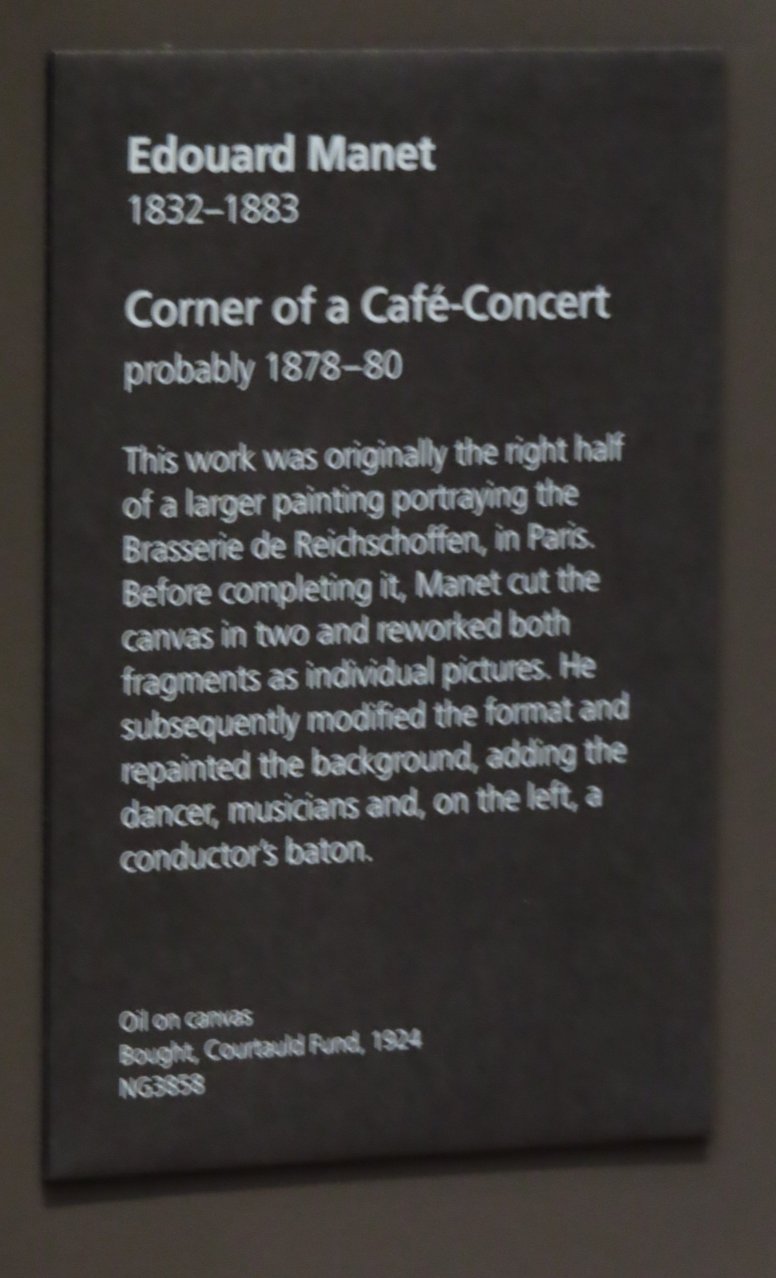 Edouard Manet
1832–1883
Corner of a Café-Concert
probably 1878–80
This work was originally the right half
of a larger painting portraying the
Brasserie de Reichschoffen, in Paris.
Before completing it, Manet cut the
canvas in two and reworked both
fragments as individual pictures. He
subsequently modified the format and
repainted the background, adding the
dancer, musicians and, on the left, a
conductor's baton.
Oil on canvas
Bought, Courtauld Fund, 1924
NG3858